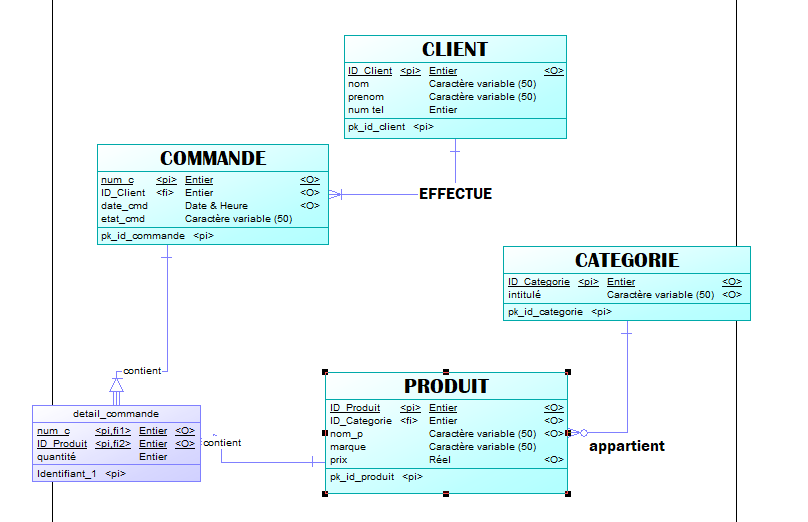 CLIENT
ID_Client <pi> Entier <O>
nom Caractère variable (50)
prenom Caractère variable (50)
num tel Entier
pk_id_client <pi>
COMMANDE
num_c <pi> Entier <O>
ID_Client <fi> Entier <O>
date_cmd Date & Heure <O>
etat_cmd Caractère variable (50)
pk_id_commande <pi>
EFFECTUE
CATEGORIE
ID_Categorie <pi> Entier <O>
intitulé Caractère variable (50) <O>
pk_id_categorie <pi>
contient
PRODUIT
ID_Produit <pi> Entier <O>
ID_Categorie <fi> Entier <O>
nom_p Caractère variable (50) <O>
marque Caractère variable (50)
prix Réel <O>
pk_id_produit <pi>
detail_commande
num_c <pi,fi1> Entier <O>
ID_Produit <pi,fi2> Entier <O>
quantité Entier
Identifiant_1 <pi>
contient
appartient